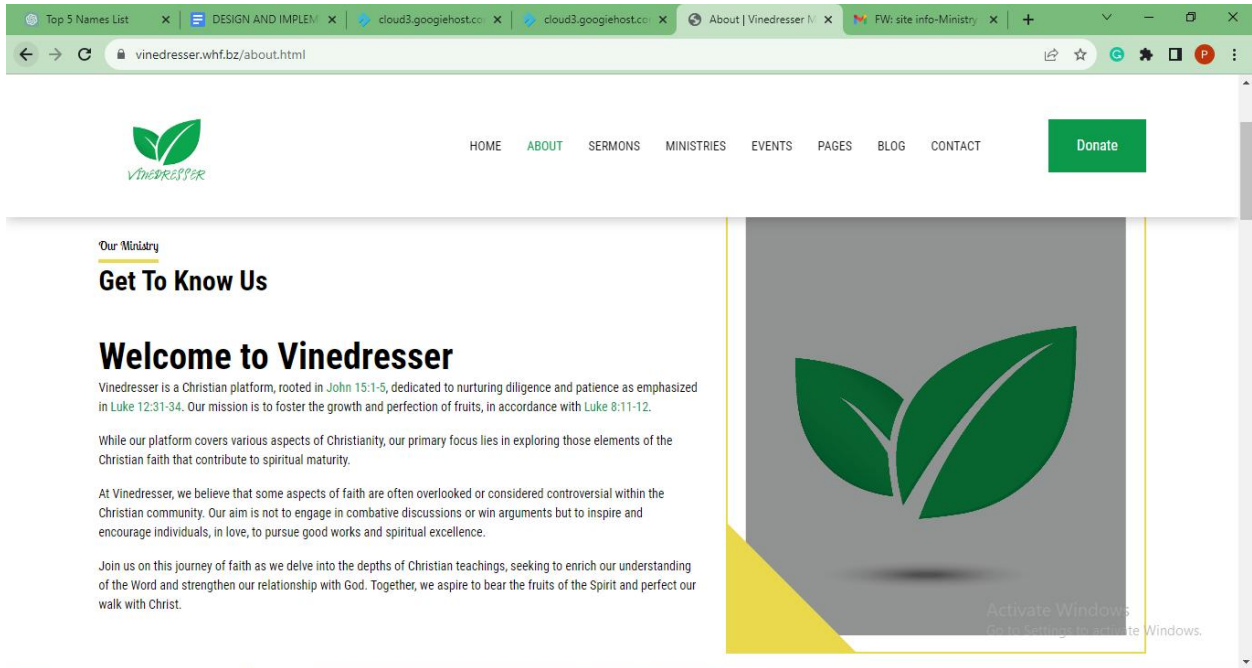 Top 5 Names List
DESIGN AND IMPLEM
cloud3.googiehost.co
cloud3.googiehost.co
About | Vinedresser M
FW: site info-Ministry
vinedresser.whf.bz/about.html
P
VINEDRESSER
HOME ABOUT SERMONS MINISTRIES EVENTS PAGES BLOG CONTACT
Donate
Our Ministry
Get To Know Us
Welcome to Vinedresser
Vinedresser is a Christian platform, rooted in John 15:1-5, dedicated to nurturing diligence and patience as emphasized
in Luke 12:31-34. Our mission is to foster the growth and perfection of fruits, in accordance with Luke 8:11-12.
While our platform covers various aspects of Christianity, our primary focus lies in exploring those elements of the
Christian faith that contribute to spiritual maturity.
At Vinedresser, we believe that some aspects of faith are often overlooked or considered controversial within the
Christian community. Our aim is not to engage in combative discussions or win arguments but to inspire and
encourage individuals, in love, to pursue good works and spiritual excellence.
Join us on this journey of faith as we delve into the depths of Christian teachings, seeking to enrich our understanding
of the Word and strengthen our relationship with God. Together, we aspire to bear the fruits of the Spirit and perfect our
walk with Christ.
Activate Windows
Go to Settings to activate Windows.